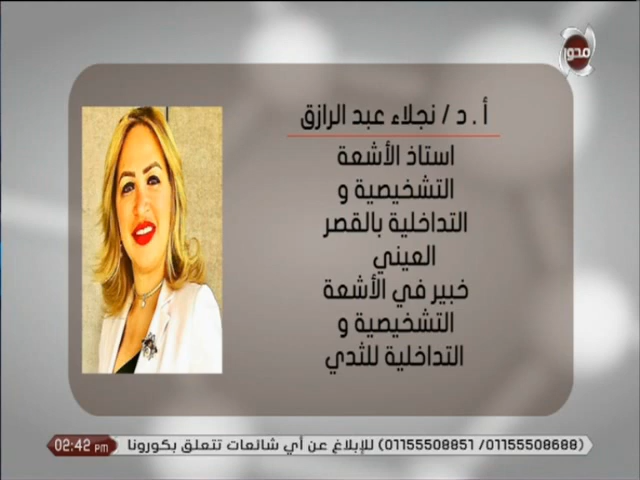 محور
أ . د / نجلاء عبد الرازق
استاذ الأشعة
التشخيصية و
التداخلية بالقصر
العيني
خبير في الأشعة
التشخيصية و
التداخلية للثدي
(01155508688 /01155508851) للإبلاغ عن أي شائعات تتعلق بكورونا
02:42 pm